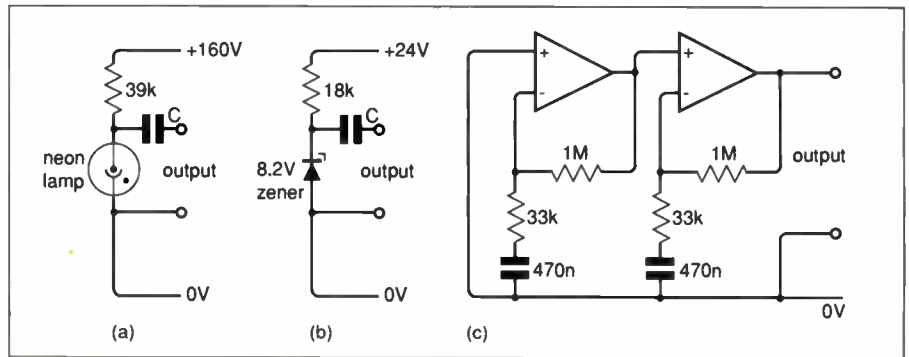 +160V
39k
C
neon
lamp
output
0V
(a)
+24V
18k
C
8.2V
zener
output
0V
(b)
+
-
1M
33k
470n
+
-
1M
output
33k
470n
0V
(c)